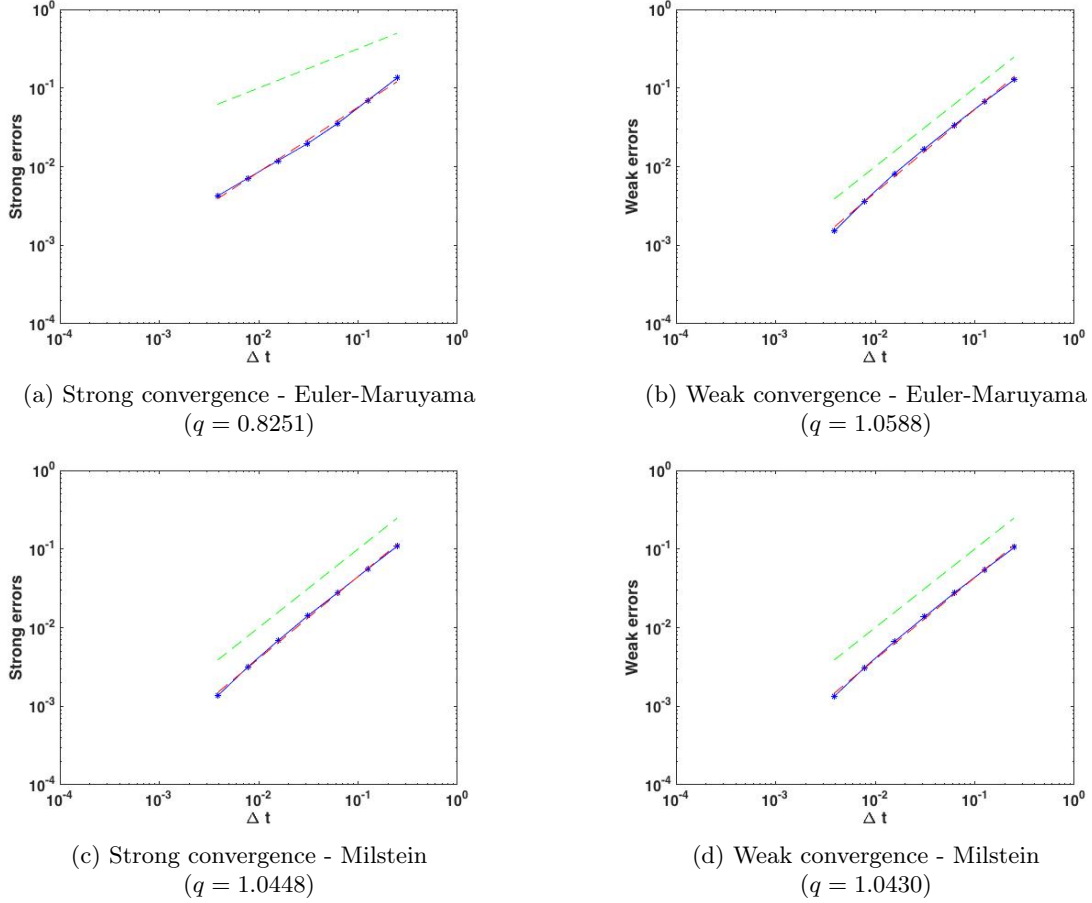 10^0
10^-1
10^-2
10^-3
10^-4
Strong errors
10^-4 10^-3 10^-2 10^-1 10^0
Δ t
(a) Strong convergence - Euler-Maruyama
(q = 0.8251)
10^0
10^-1
10^-2
10^-3
10^-4
Weak errors
10^-4 10^-3 10^-2 10^-1 10^0
Δ t
(b) Weak convergence - Euler-Maruyama
(q = 1.0588)
10^0
10^-1
10^-2
10^-3
10^-4
Strong errors
10^-4 10^-3 10^-2 10^-1 10^0
Δ t
(c) Strong convergence - Milstein
(q = 1.0448)
10^0
10^-1
10^-2
10^-3
10^-4
Weak errors
10^-4 10^-3 10^-2 10^-1 10^0
Δ t
(d) Weak convergence - Milstein
(q = 1.0430)